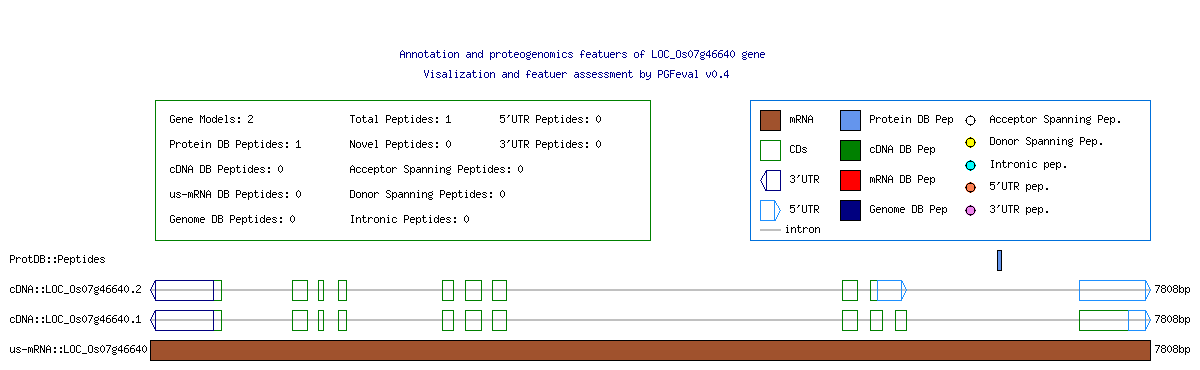 Annotation and proteogenomics featuers of LOC_Os07g46640 gene
Visalization and featuer assessment by PGFeval v0.4
Gene Models: 2 Total Peptides: 1 5'UTR Peptides: 0
Protein DB Peptides: 1 Novel Peptides: 0 3'UTR Peptides: 0
cDNA DB Peptides: 0 Acceptor Spanning Peptides: 0
us-mRNA DB Peptides: 0 Donor Spanning Peptides: 0
Genome DB Peptides: 0 Intronic Peptides: 0
mRNA Protein DB Pep Acceptor Spanning Pep.
CDs cDNA DB Pep Donor Spanning Pep.
3'UTR mRNA DB Pep Intronic pep.
5'UTR Genome DB Pep 5'UTR pep.
intron 3'UTR pep.
ProtDB::Peptides
cDNA::LOC_Os07g46640.2 7808bp
cDNA::LOC_Os07g46640.1 7808bp
us-mRNA::LOC_Os07g46640 7808bp